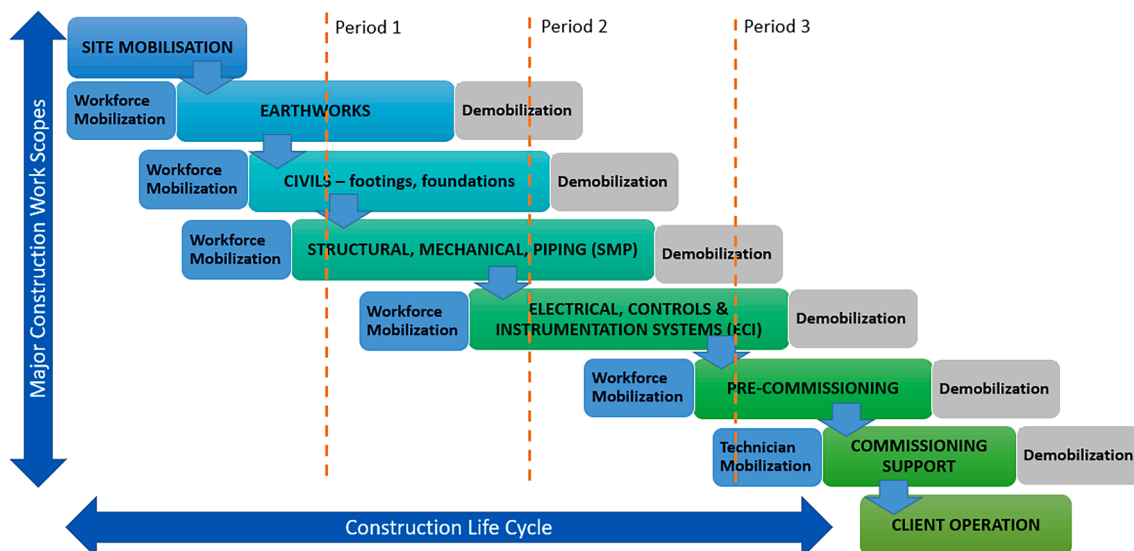 Period 1
Period 2
Period 3
SITE MOBILISATION
Workforce
Mobilization
EARTHWORKS
Demobilization
Workforce
Mobilization
CIVILS – footings, foundations
Demobilization
Workforce
Mobilization
STRUCTURAL, MECHANICAL, PIPING (SMP)
Demobilization
Workforce
Mobilization
ELECTRICAL, CONTROLS &
INSTRUMENTATION SYSTEMS (ECI)
Demobilization
Workforce
Mobilization
PRE-COMMISSIONING
Demobilization
Technician
Mobilization
COMMISSIONING
SUPPORT
Demobilization
CLIENT OPERATION
Major Construction Work Scopes
Construction Life Cycle